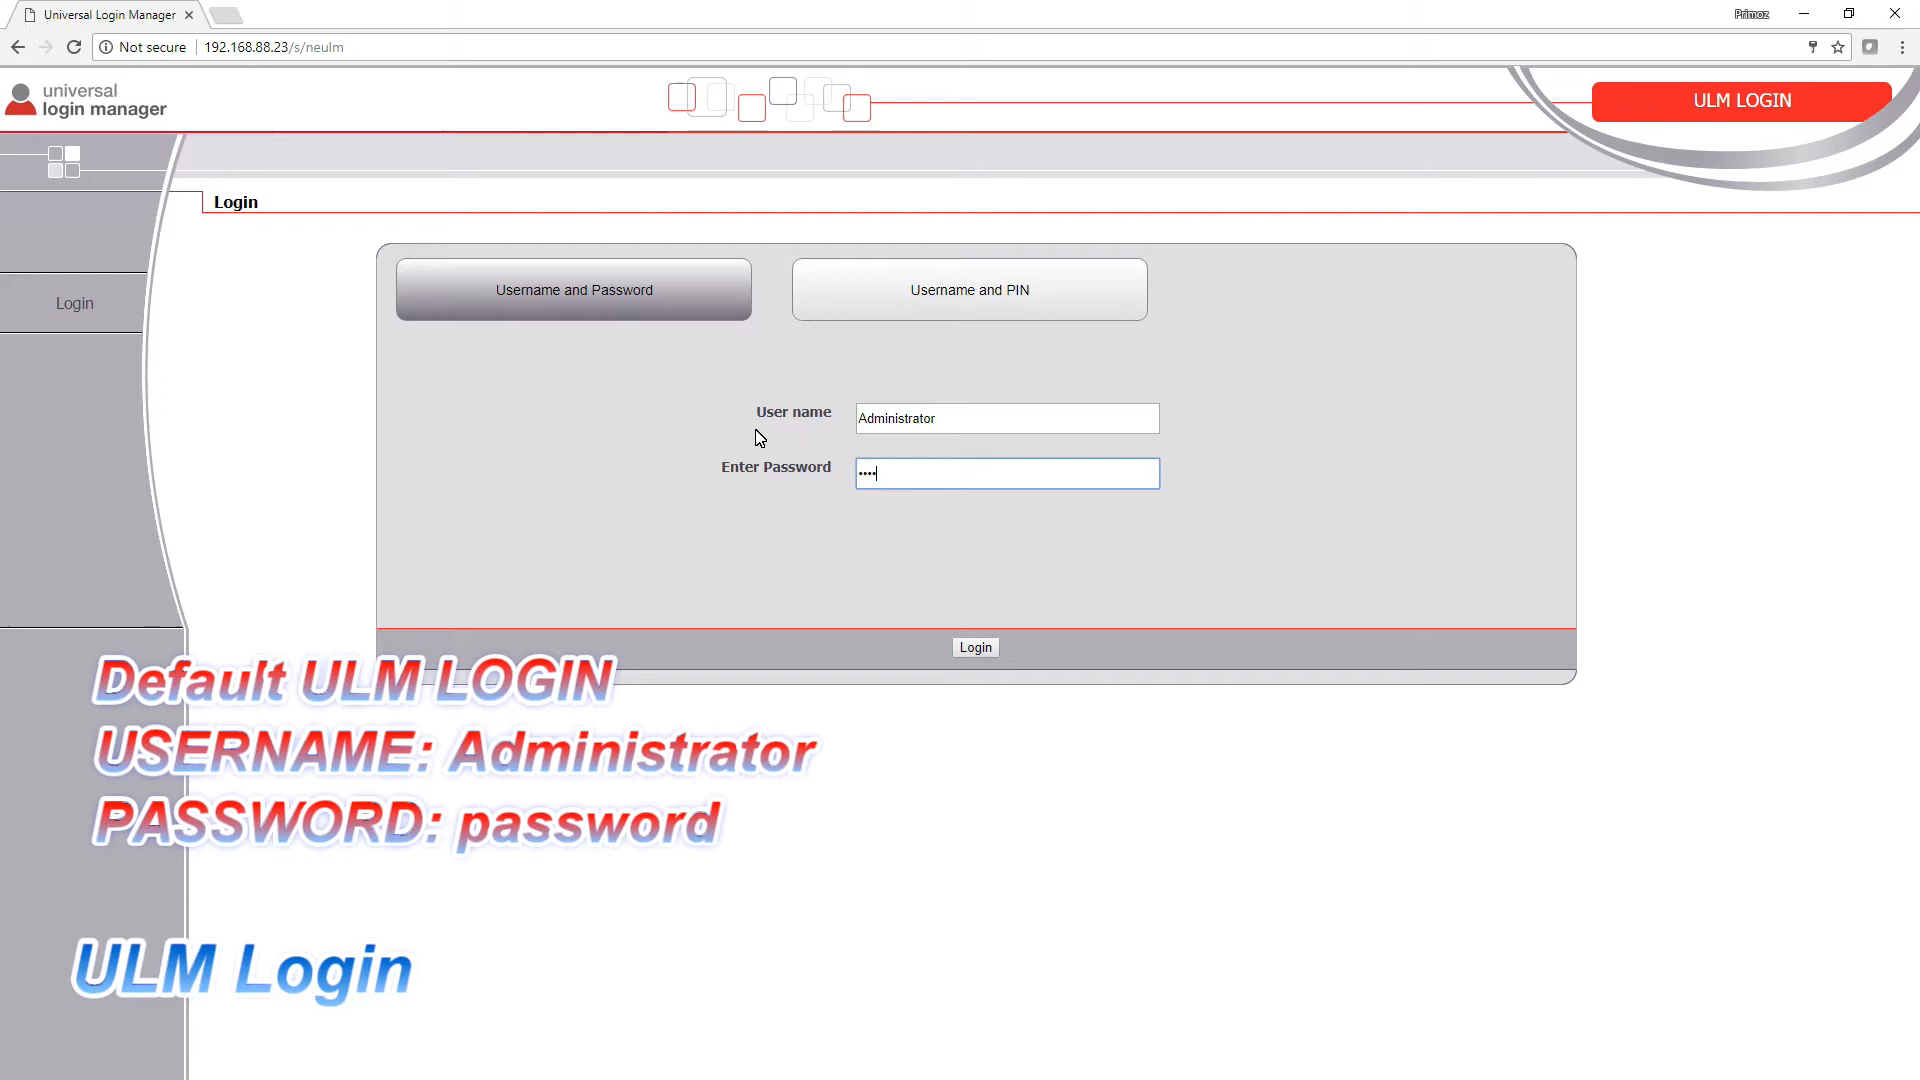 Universal Login Manager
Primoz
Not secure
192.168.88.23/s/neulm
universal
login manager
ULM LOGIN
Login
Login
Username and Password
Username and PIN
User name
Administrator
Enter Password
••••
Login
Default ULM LOGIN
USERNAME: Administrator
PASSWORD: password
ULM Login